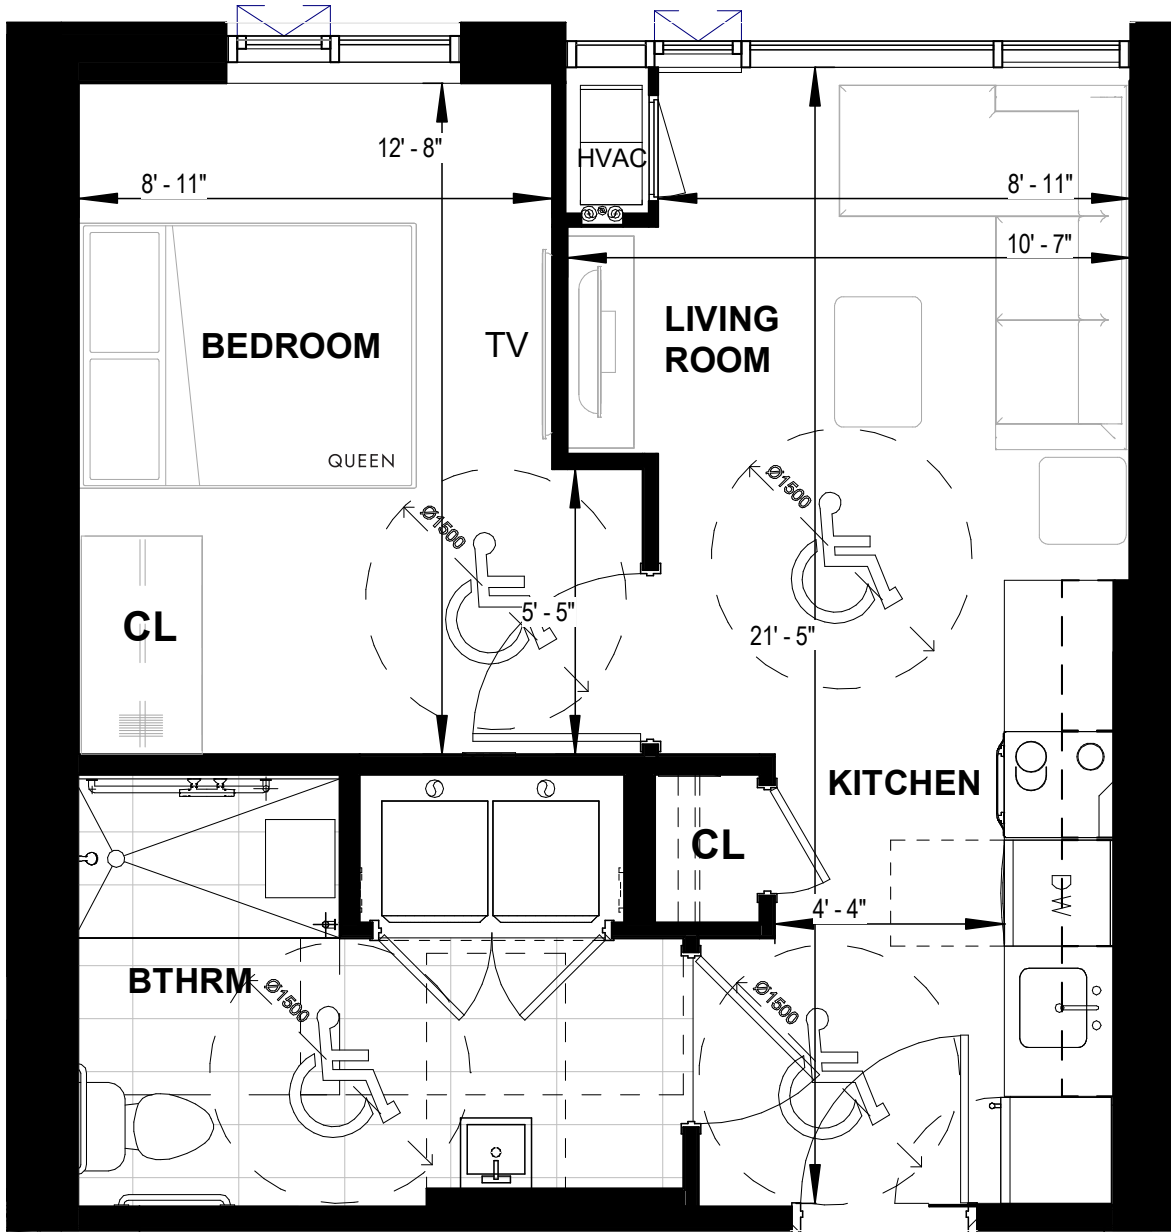 12' - 8"
HVAC
8' - 11"
8' - 11"
10' - 7"
LIVING
ROOM
BEDROOM
TV
QUEEN
Ø1500
Ø1500
5' - 5"
CL
21' - 5"
KITCHEN
CL
DW
4' - 4"
BTHRM
Ø1500
Ø1500